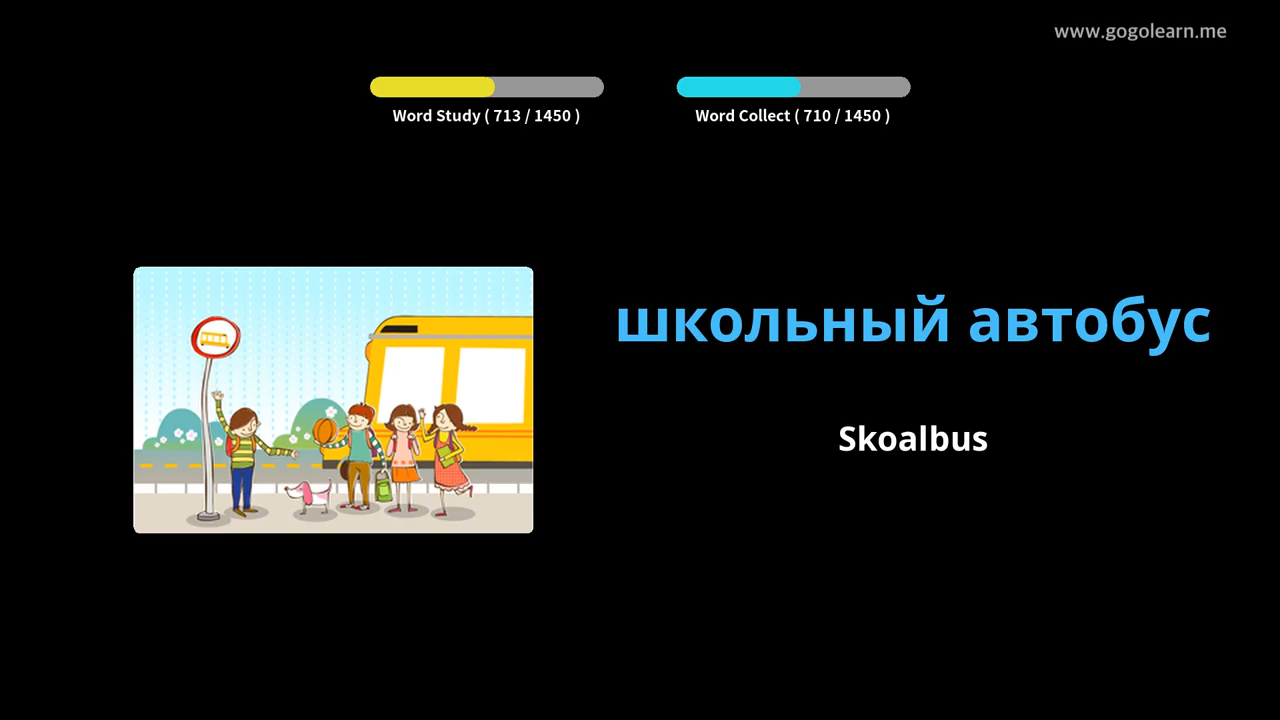 www.gogolearn.me
Word Study ( 713 / 1450 )
Word Collect ( 710 / 1450 )
школьный автобус
Skoalbus